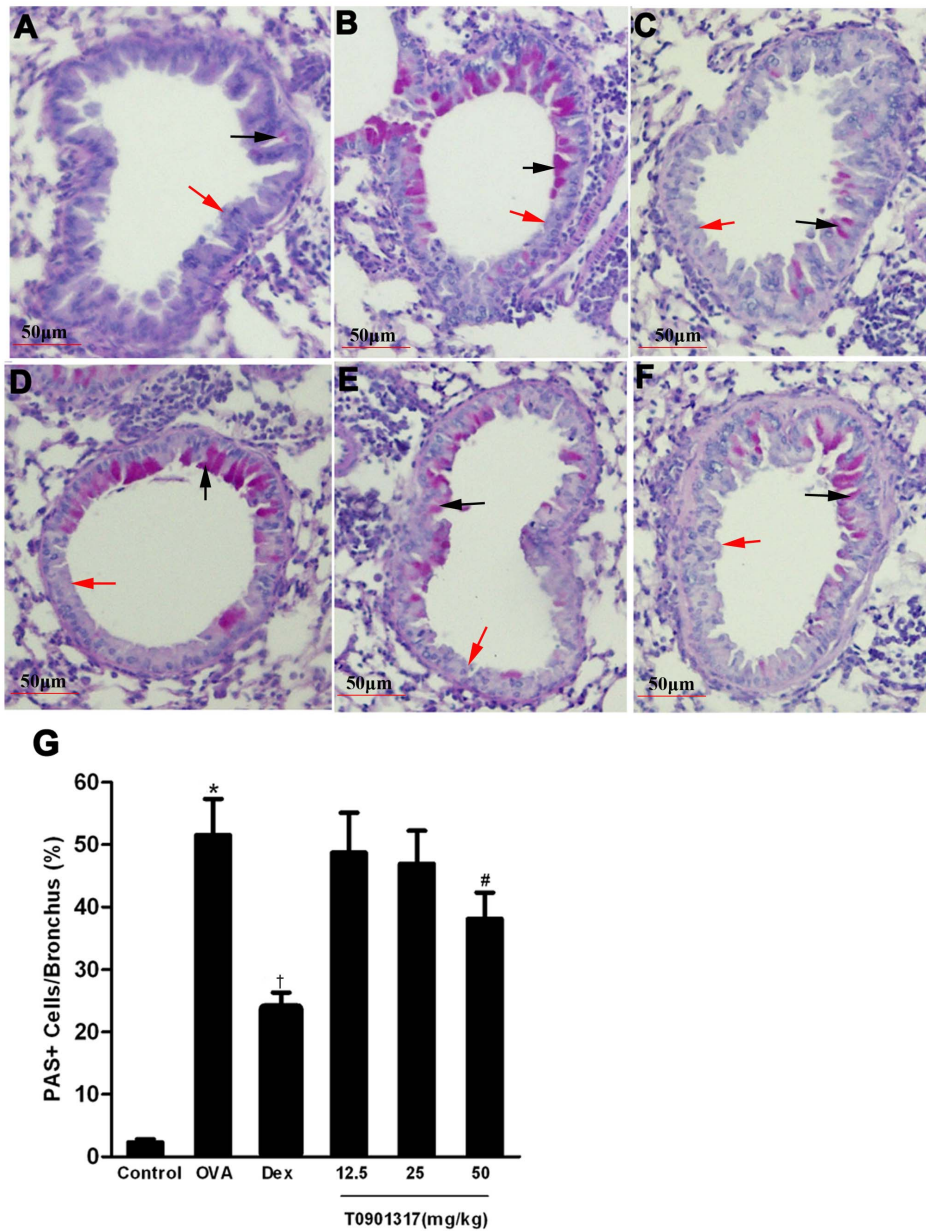 A
B
C
50μm
50μm
50μm
D
E
F
50μm
50μm
50μm
G
PAS+ Cells/Bronchus (%)
60
50
40
30
20
10
0
*
†
#
Control OVA Dex 12.5 25 50
T0901317(mg/kg)